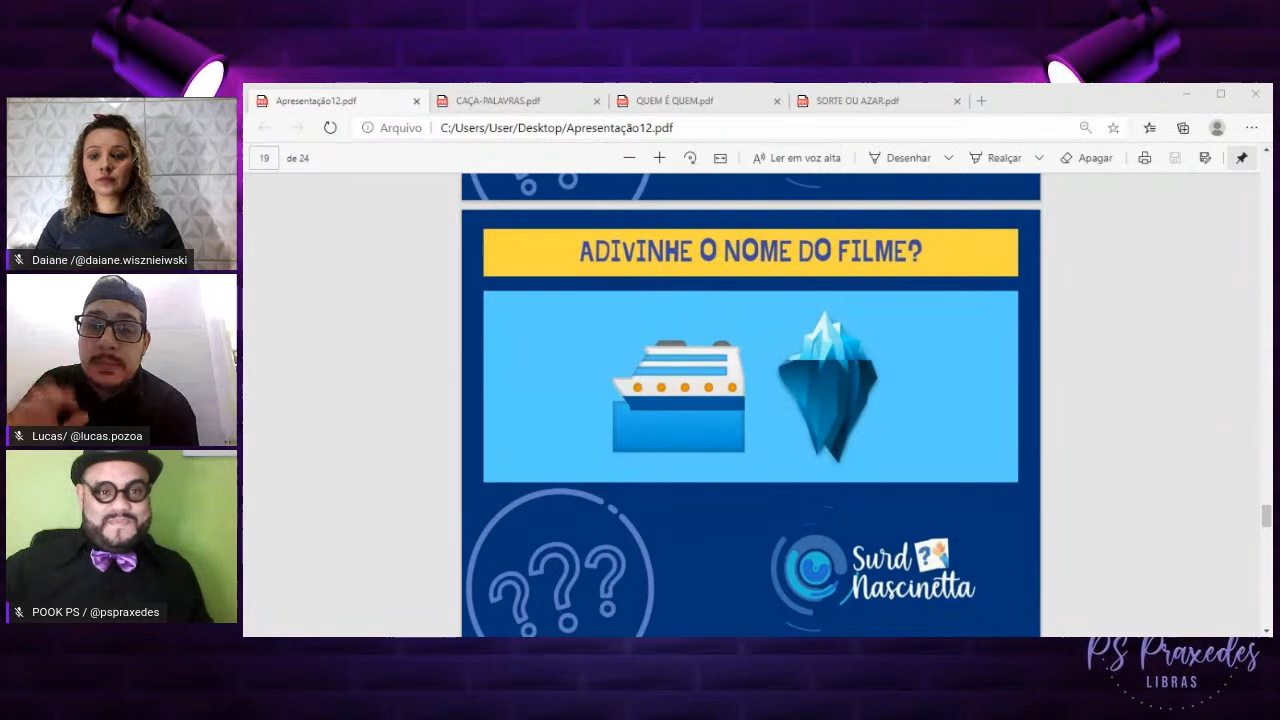 Apresentação12.pdf
CAÇA-PALAVRAS.pdf
QUEM É QUEM.pdf
SORTE OU AZAR.pdf
Arquivo
C:/Users/User/Desktop/Apresentação12.pdf
19 de 24
Ler em voz alta
Desenhar
Realçar
Apagar
ADIVINHE O NOME DO FILME?
???
Surd ?
Nascinetta
Daiane /@daiane.wisznieiwski
Lucas/ @lucas.pozoa
POOK PS / @pspraxedes
PS Praxedes
LIBRAS